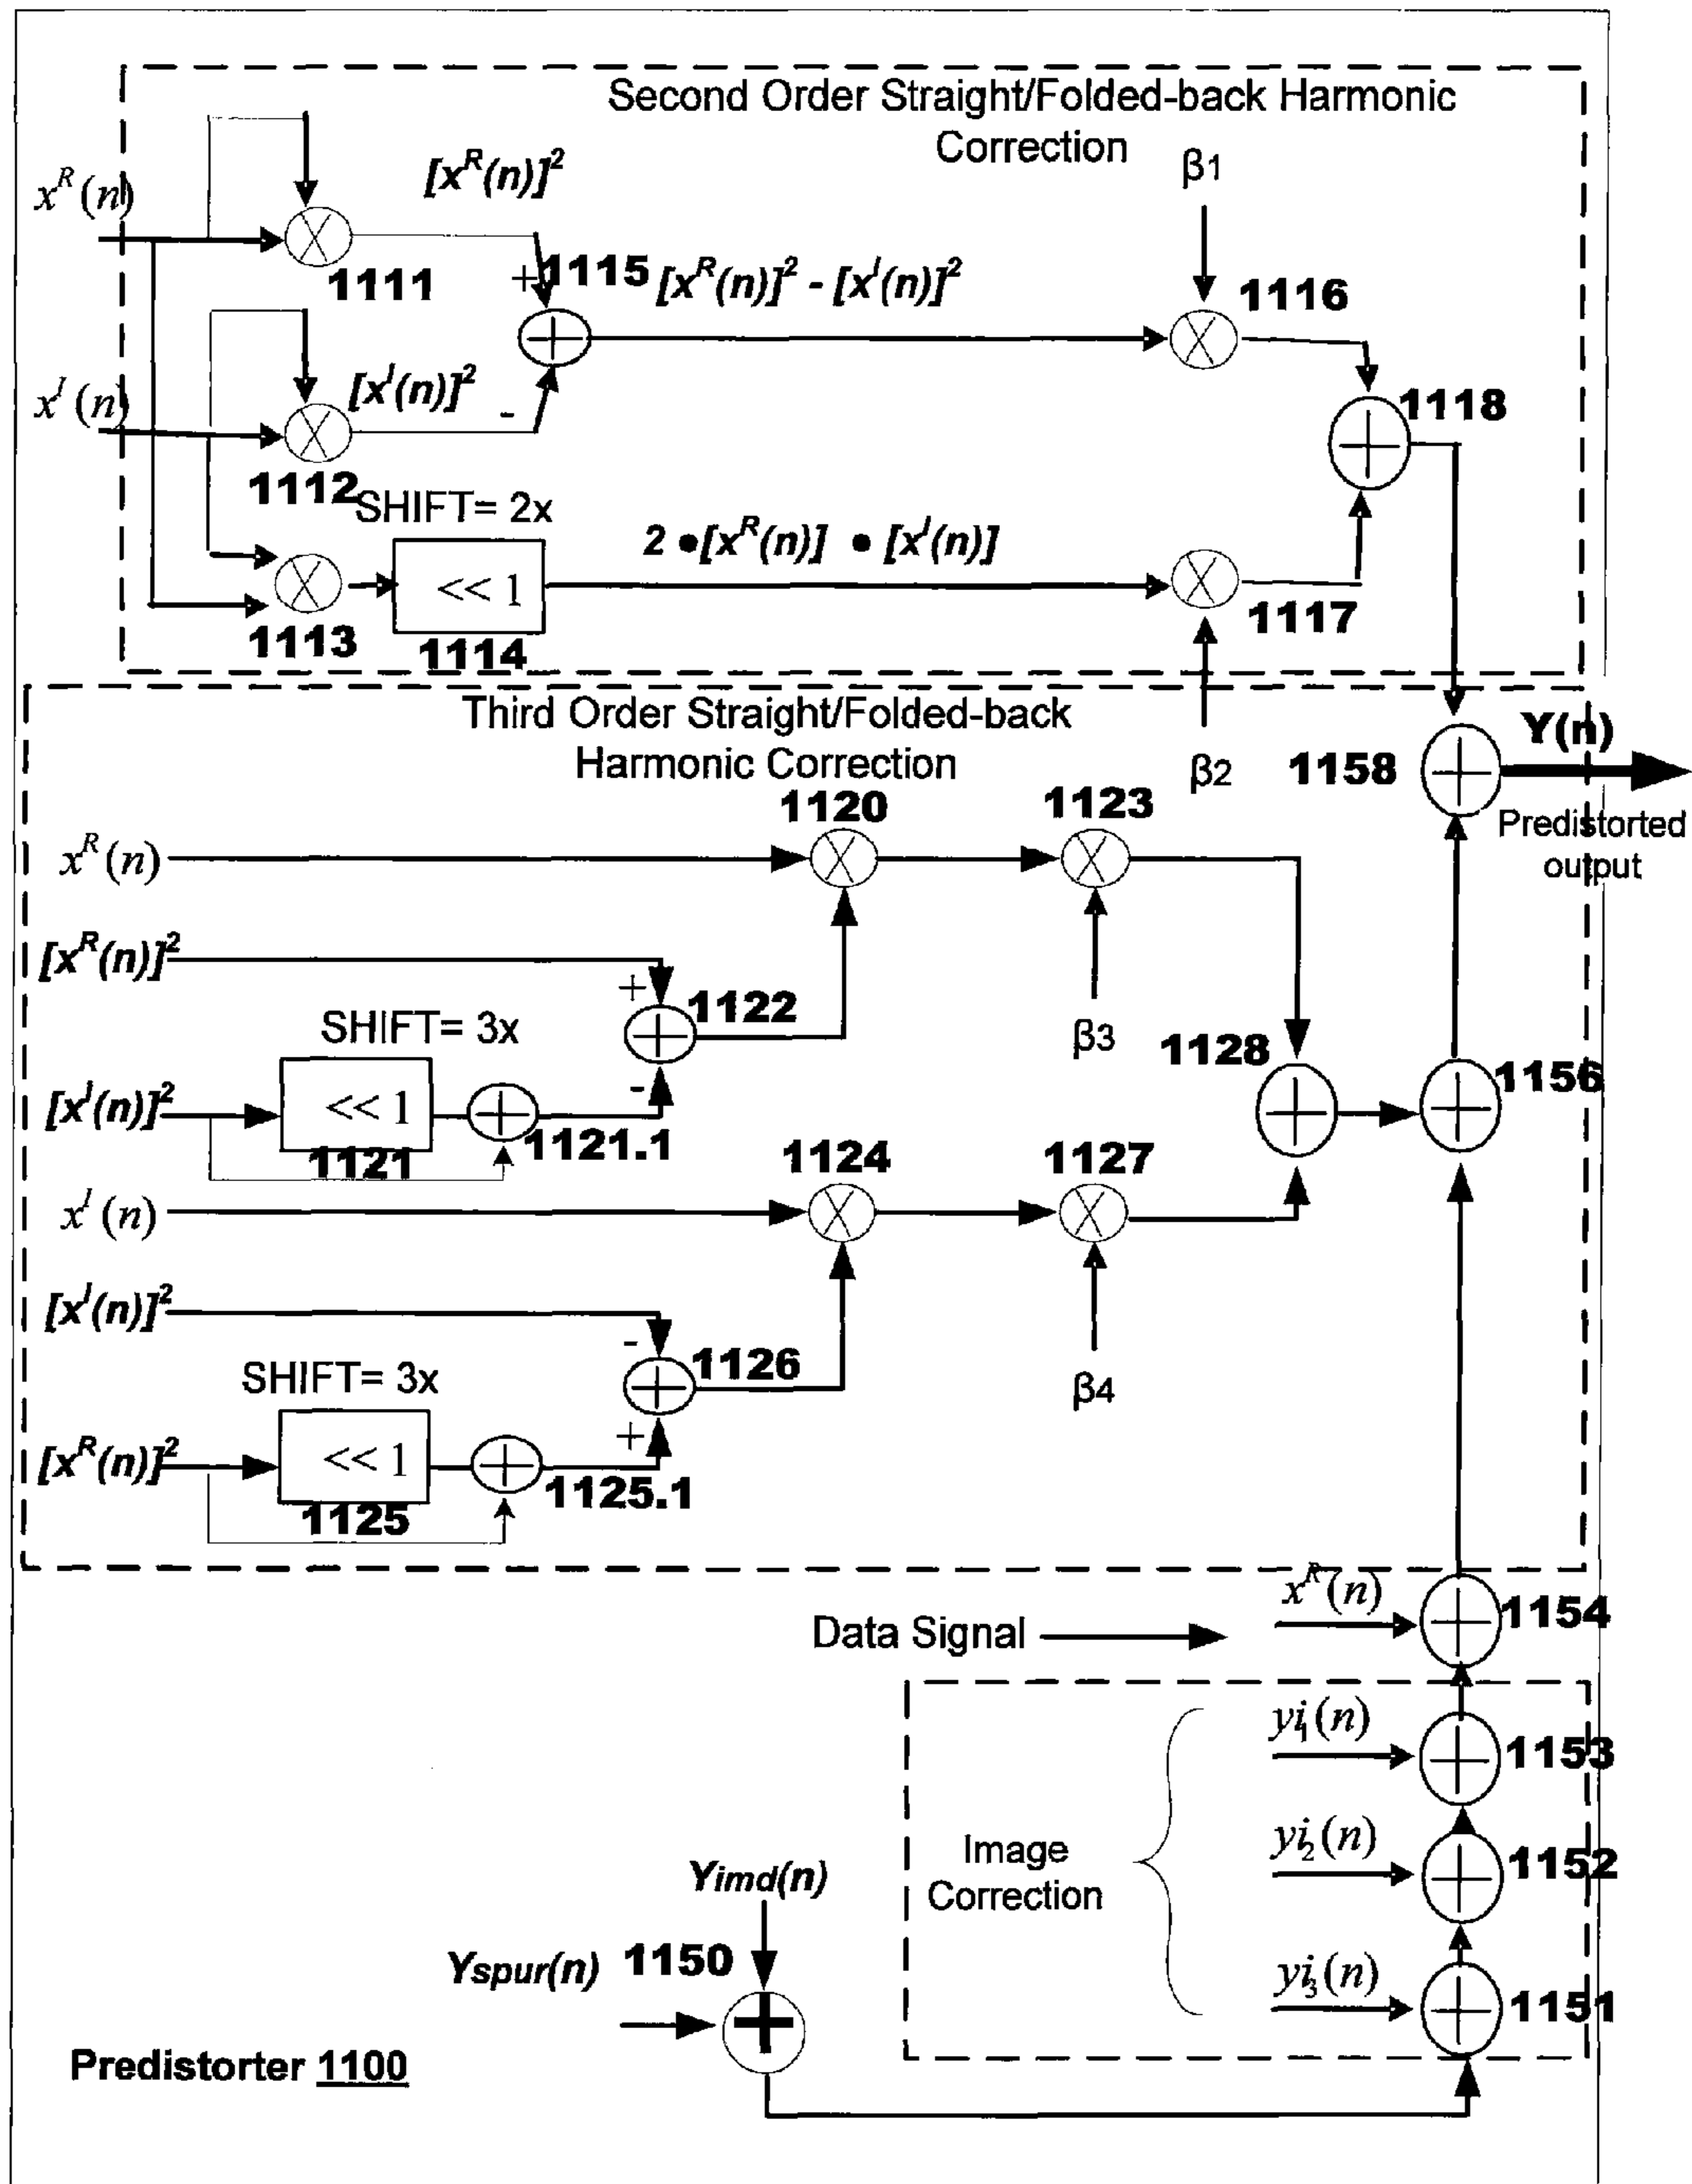 Second Order Straight/Folded-back Harmonic
Correction
x^R(n)
[x^R(n)]^2
β1
1111
+
1115
[x^R(n)]^2 - [x^I(n)]^2
1116
x^I(n)
[x^I(n)]^2
-
1118
1112
SHIFT= 2x
2 •[x^R(n)] • [x^I(n)]
<< 1
1113
1114
1117
Third Order Straight/Folded-back
Harmonic Correction
β2
1158
Y(n)
Predistorted
output
1120
1123
x^R(n)
[x^R(n)]^2
+
1122
SHIFT= 3x
β3
1128
1156
[x^I(n)]^2
<< 1
-
1121
1121.1
1124
1127
x^I(n)
[x^I(n)]^2
-
1126
SHIFT= 3x
β4
+
[x^R(n)]^2
<< 1
1125
1125.1
x^R(n)
1154
Data Signal
yi_1(n)
1153
Image
Correction
yi_2(n)
1152
Yimd(n)
Yspur(n)
1150
yi_3(n)
1151
Predistorter 1100